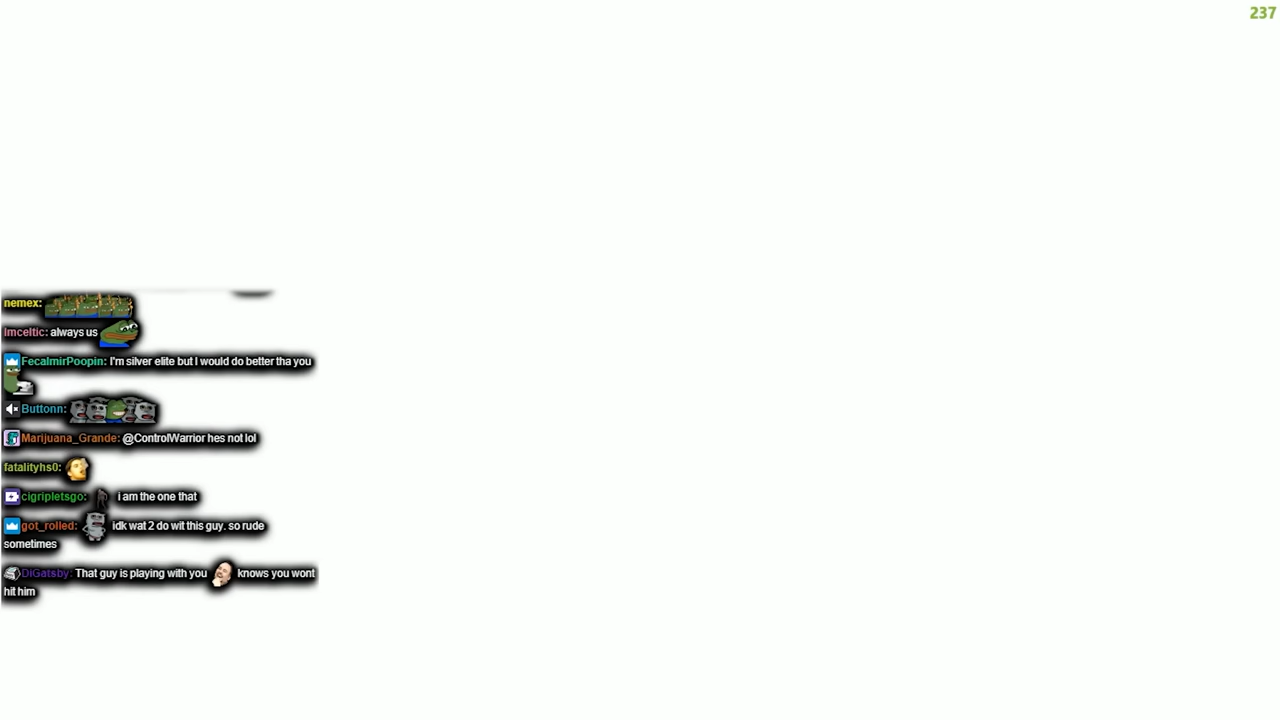 237
nemex:
imceltic: always us
FecalmirPoopin: I'm silver elite but I would do better tha you
Buttonn:
Marijuana_Grande: @ControlWarrior hes not lol
fatalityhs0:
cigripletsgo: i am the one that
got_rolled: idk wat 2 do wit this guy. so rude
sometimes
DiGatsby: That guy is playing with you knows you wont
hit him